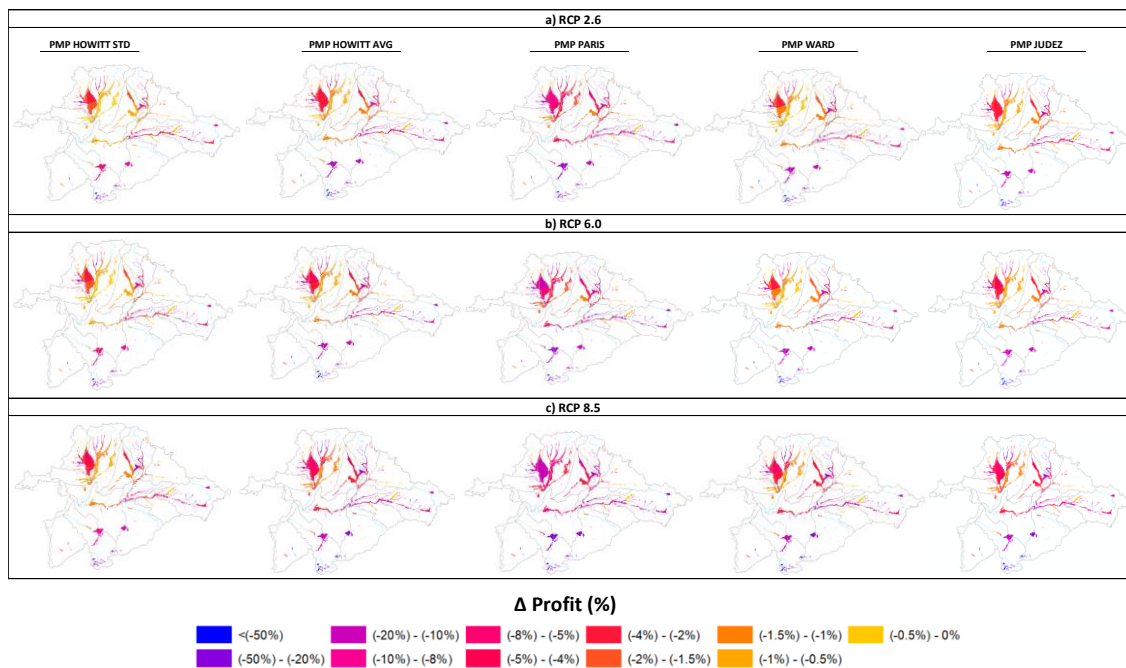 a) RCP 2.6
PMP HOWITT STD PMP HOWITT AVG PMP PARIS PMP WARD PMP JUDEZ
b) RCP 6.0
c) RCP 8.5
Δ Profit (%)
<(-50%) (-20%) - (-10%) (-8%) - (-5%) (-4%) - (-2%) (-1.5%) - (-1%) (-0.5%) - 0%
(-50%) - (-20%) (-10%) - (-8%) (-5%) - (-4%) (-2%) - (-1.5%) (-1%) - (-0.5%)